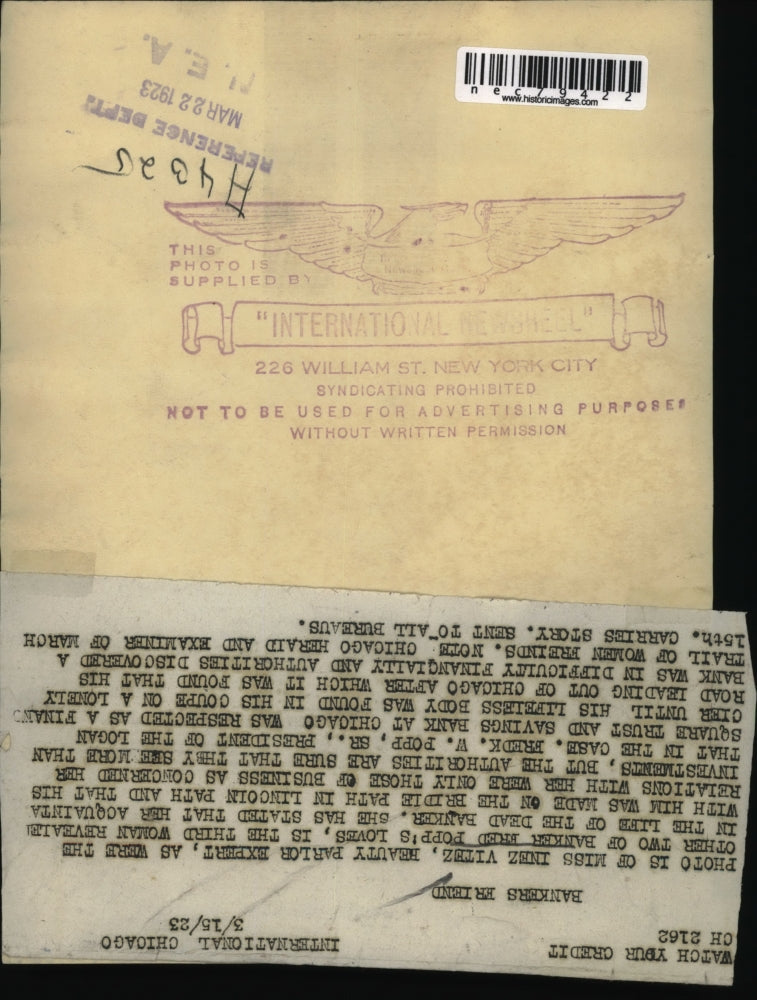 nec79422
www.historicimages.com
N.E.A.
MAR 22 1923
REFERENCE DEPT.
A4325
THIS
PHOTO IS
SUPPLIED BY
"INTERNATIONAL NEWSREEL"
226 WILLIAM ST. NEW YORK CITY
SYNDICATING PROHIBITED
NOT TO BE USED FOR ADVERTISING PURPOSES
WITHOUT WRITTEN PERMISSION
WATCH YOUR CREDIT INTERNATIONAL CHICAGO
CH 2162 3/15/23
BANKERS FRIEND
PHOTO IS OF MISS INEZ VITEZ, BEAUTY PARLOR EXPERT, AS WERE THE
OTHER TWO OF BANKER FRED POPP'S LOVES, IS THE THIRD WOMAN REVEALE
IN THE LIFE OF THE DEAD BANKER. SHE HAS STATED THAT HER ACQUAINTA
WITH HIM WAS MADE ON THE BRIDLE PATH IN LINCOLN PATH AND THAT HIS
RELATIONS WITH HER WERE ONLY THOSE OF BUSINESS AS CONCERNED HER
INVESTMENTS, BUT THE AUTHORITIES ARE SURE THAT THEY SEE MORE THAN
THAT IN THE CASE. FREDK. W. POPP, SR., PRESIDENT OF THE LOGAN
SQUARE TRUST AND SAVINGS BANK AT CHICAGO WAS RESPECTED AS A FINANC
CIER UNTIL HIS LIFELESS BODY WAS FOUND IN HIS COUPE ON A LONELY
ROAD LEADING OUT OF CHICAGO AFTER WHICH IT WAS FOUND THAT HIS
BANK WAS IN DIFFICULTY FINANCIALLY AND AUTHORITIES DISCOVERED A
TRAIL OF WOMEN FREINDS. NOTE CHICAGO HERALD AND EXAMINER OF MARCH
15th. CARRIES STORY. SENT TO ALL BUREAUS.